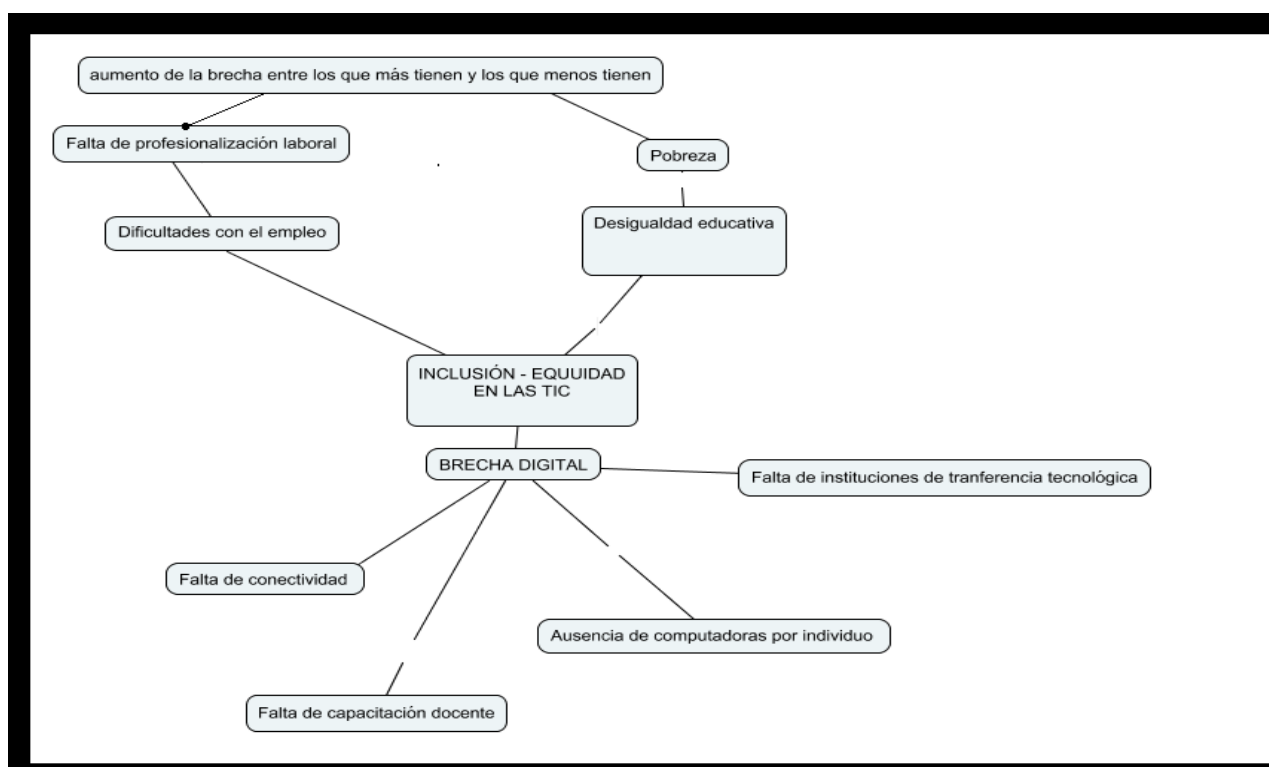 aumento de la brecha entre los que más tienen y los que menos tienen
Falta de profesionalización laboral
Pobreza
Dificultades con el empleo
Desigualdad educativa
INCLUSIÓN - EQUUIDAD
EN LAS TIC
BRECHA DIGITAL
Falta de instituciones de tranferencia tecnológica
Falta de conectividad
Ausencia de computadoras por individuo
Falta de capacitación docente